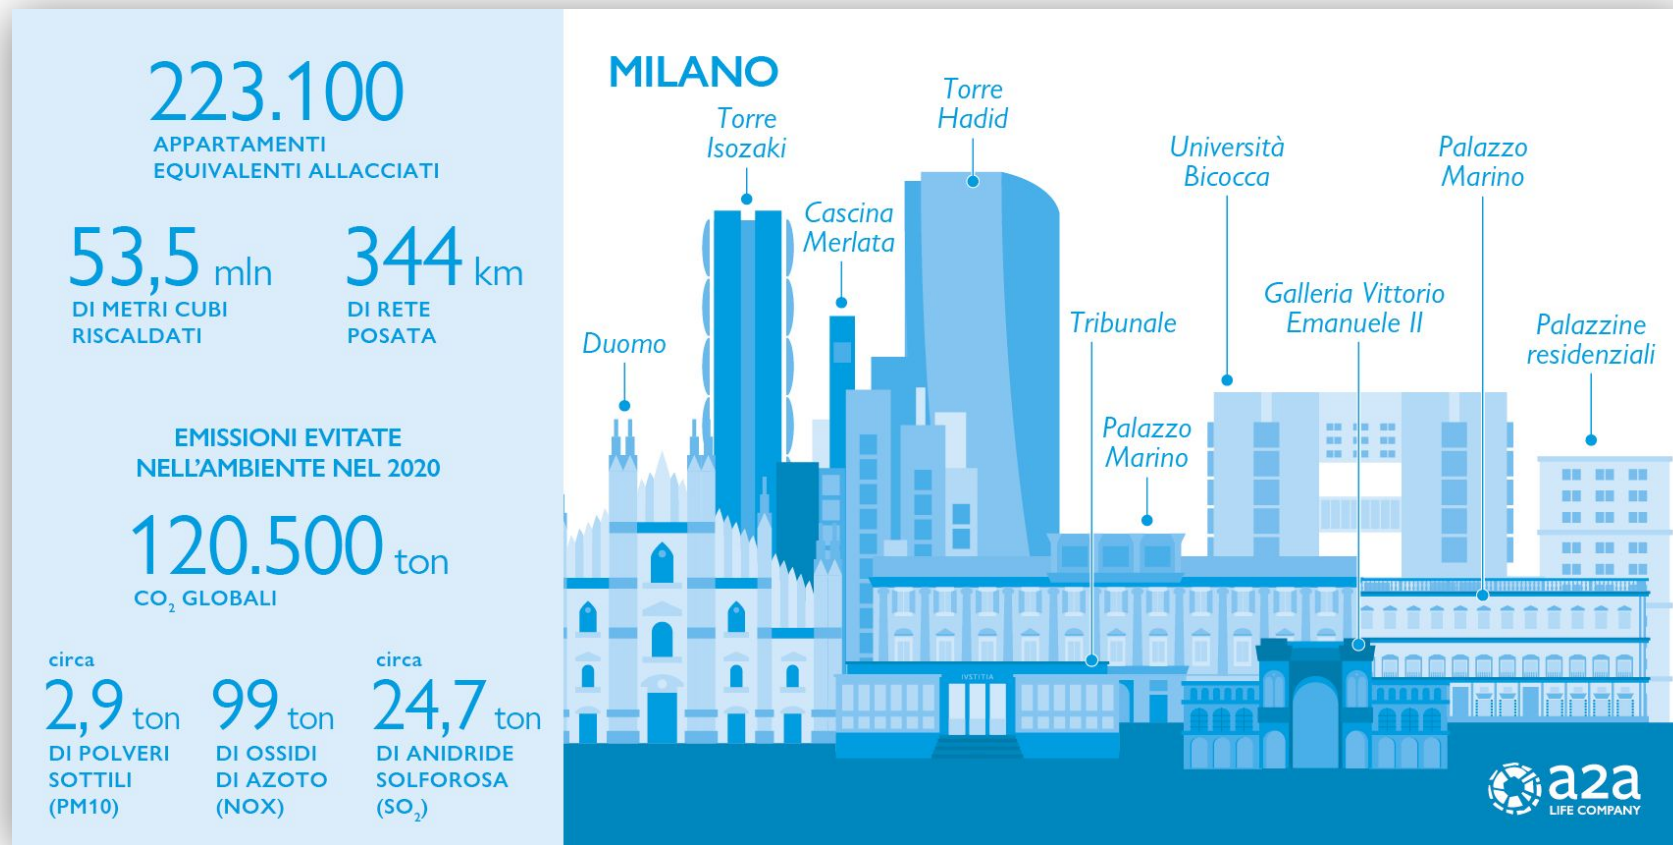 223.100
APPARTAMENTI
EQUIVALENTI ALLACCIATI
53,5 mln
DI METRI CUBI
RISCALDATI
344 km
DI RETE
POSATA
EMISSIONI EVITATE
NELL'AMBIENTE NEL 2020
120.500 ton
CO₂ GLOBALI
circa
2,9 ton
DI POLVERI
SOTTILI
(PM10)
99 ton
DI OSSIDI
DI AZOTO
(NOX)
circa
24,7 ton
DI ANIDRIDE
SOLFOROSA
(SO₂)
MILANO
Duomo
Torre
Isozaki
Cascina
Merlata
Torre
Hadid
Tribunale
Palazzo
Marino
Università
Bicocca
Galleria Vittorio
Emanuele II
Palazzo
Marino
Palazzine
residenziali
IVSTITIA
a2a
LIFE COMPANY